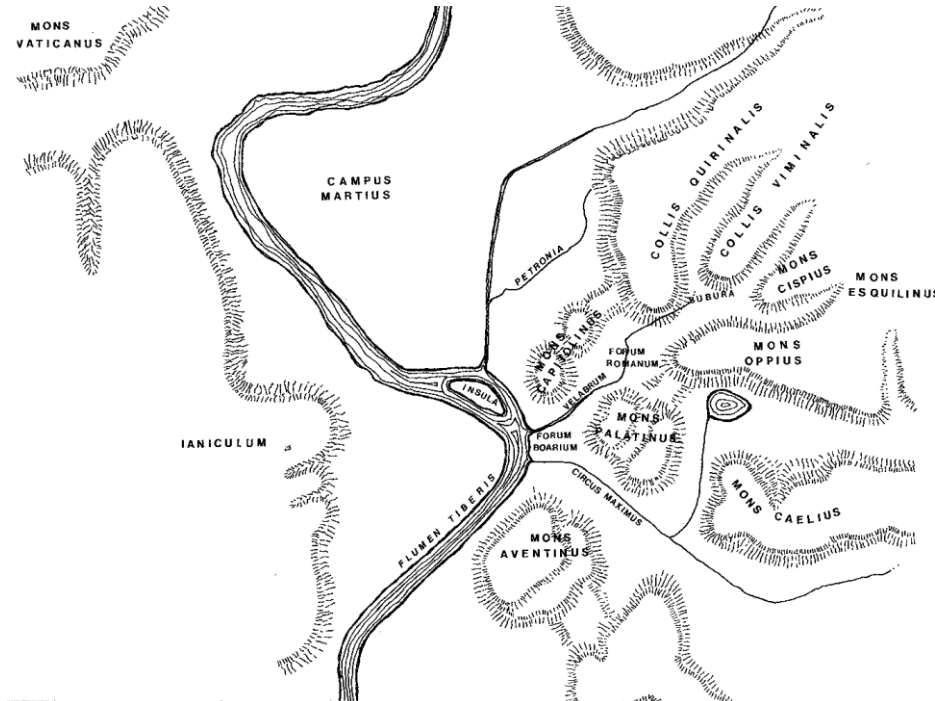 MONS
VATICANUS
CAMPUS
MARTIUS
COLLIS QUIRINALIS
COLLIS VIMINALIS
PETRONIA
MONS
CISPIUS
MONS
ESQUILINUS
SUBURA
MONS
CAPITOLINUS
FORUM
ROMANUM
MONS
OPPIUS
INSULA
VELABRUM
MONS
PALATINUS
IANICULUM
FORUM
BOARIUM
CIRCUS MAXIMUS
MONS
CAELIUS
FLUMEN TIBERIS
MONS
AVENTINUS